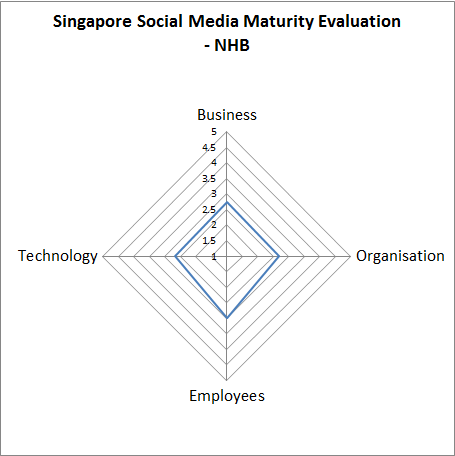 Singapore Social Media Maturity Evaluation
- NHB
Business
5
4.5
4
3.5
3
2.5
2
1.5
1
Technology
Organisation
Employees